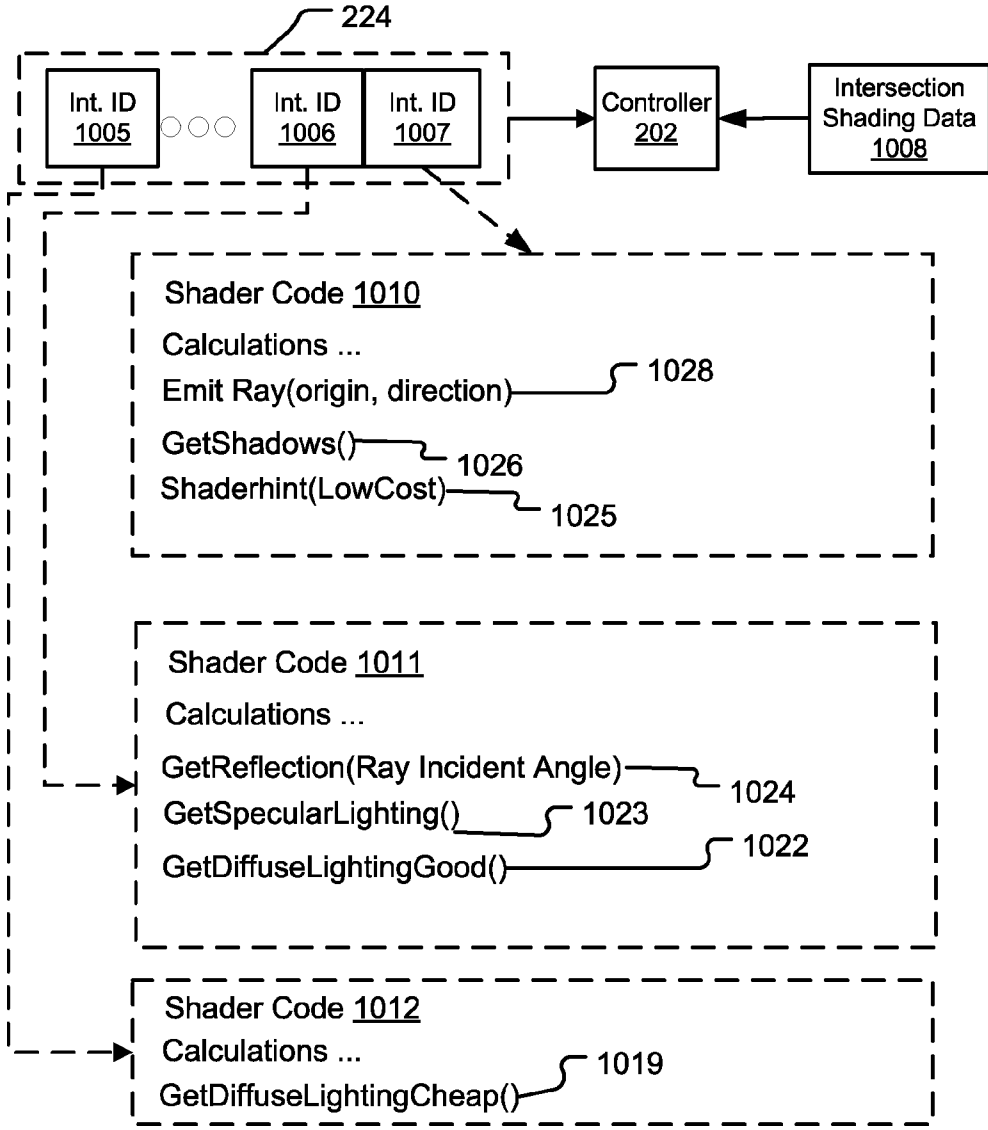 224
Int. ID
1005
Int. ID
1006
Int. ID
1007
Controller
202
Intersection
Shading Data
1008
Shader Code 1010
Calculations ...
Emit Ray(origin, direction)
1028
GetShadows()
1026
Shaderhint(LowCost)
1025
Shader Code 1011
Calculations ...
GetReflection(Ray Incident Angle)
1024
GetSpecularLighting()
1023
GetDiffuseLightingGood()
1022
Shader Code 1012
Calculations ...
GetDiffuseLightingCheap()
1019